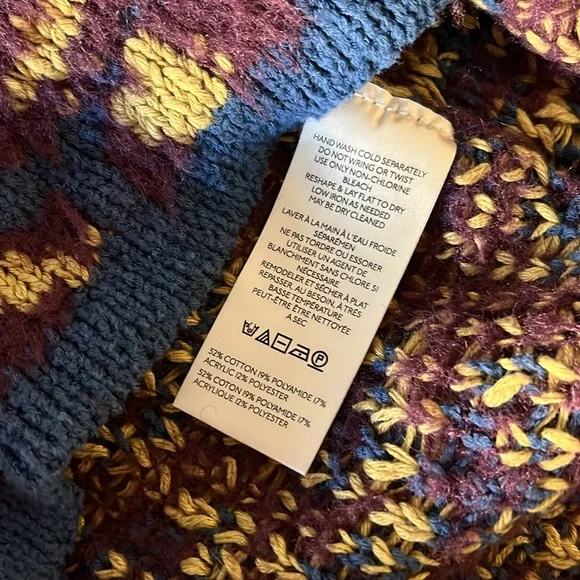 HAND WASH COLD SEPARATELY
DO NOT WRING OR TWIST
USE ONLY NON-CHLORINE
BLEACH
RESHAPE & LAY FLAT TO DRY
LOW IRON AS NEEDED
MAY BE DRY CLEANED
LAVER À LA MAIN À L'EAU FROIDE
SÉPARÉMEN
NE PAS TORDRE OU ESSORER
UTILISER UN AGENT DE
BLANCHIMENT SANS CHLORE SI
NÉCESSAIRE
REMODELER ET SÉCHER À PLAT
REPASSER, AU BESOIN, À TRÈS
BASSE TEMPÉRATURE
PEUT-ÊTRE ÊTRE NETTOYÉE
A SEC
P
52% COTTON 19% POLYAMIDE 17%
ACRYLIC 12% POLYESTER
52% COTON 19% POLYAMIDE 17%
ACRYLIQUE 12% POLYESTER